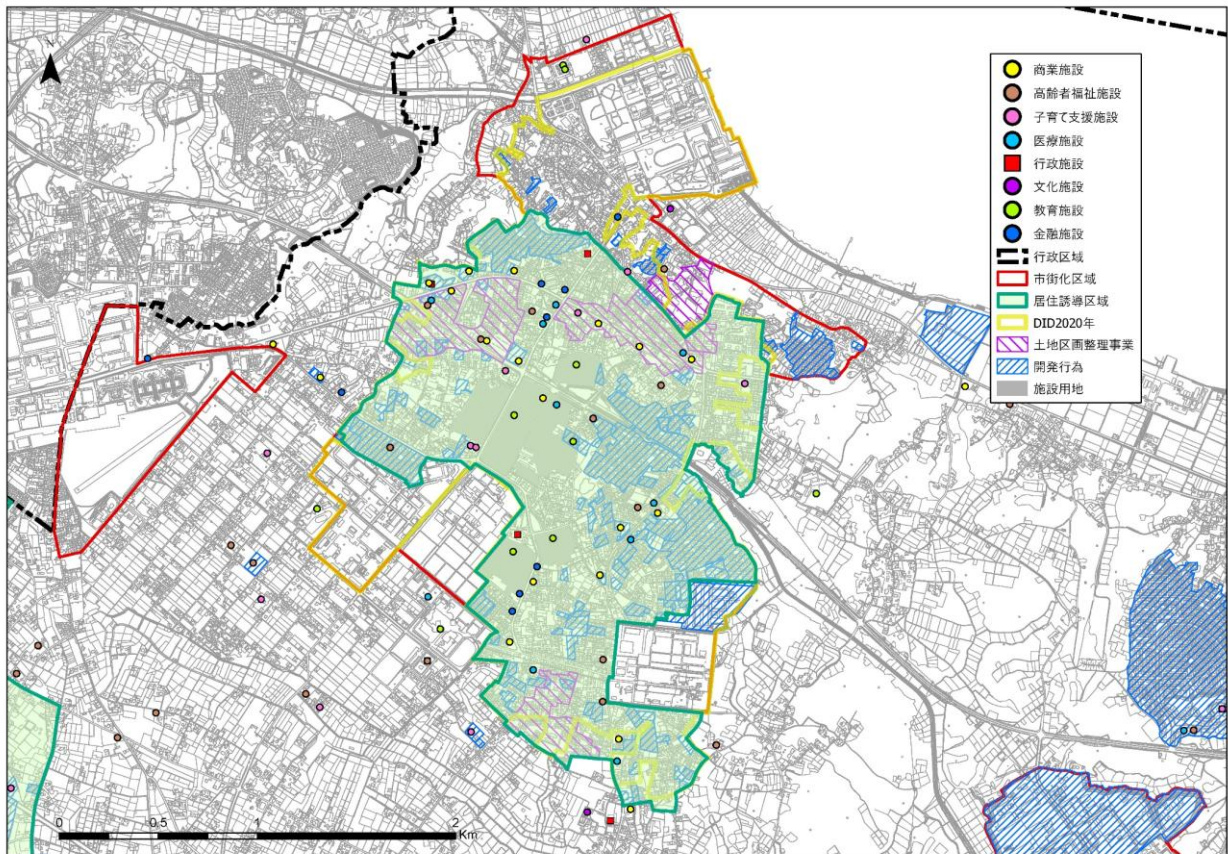 N
商業施設
高齢者福祉施設
子育て支援施設
医療施設
行政施設
文化施設
教育施設
金融施設
行政区域
市街化区域
居住誘導区域
DID2020年
土地区画整理事業
開発行為
施設用地
0 0.5 1 2
Km